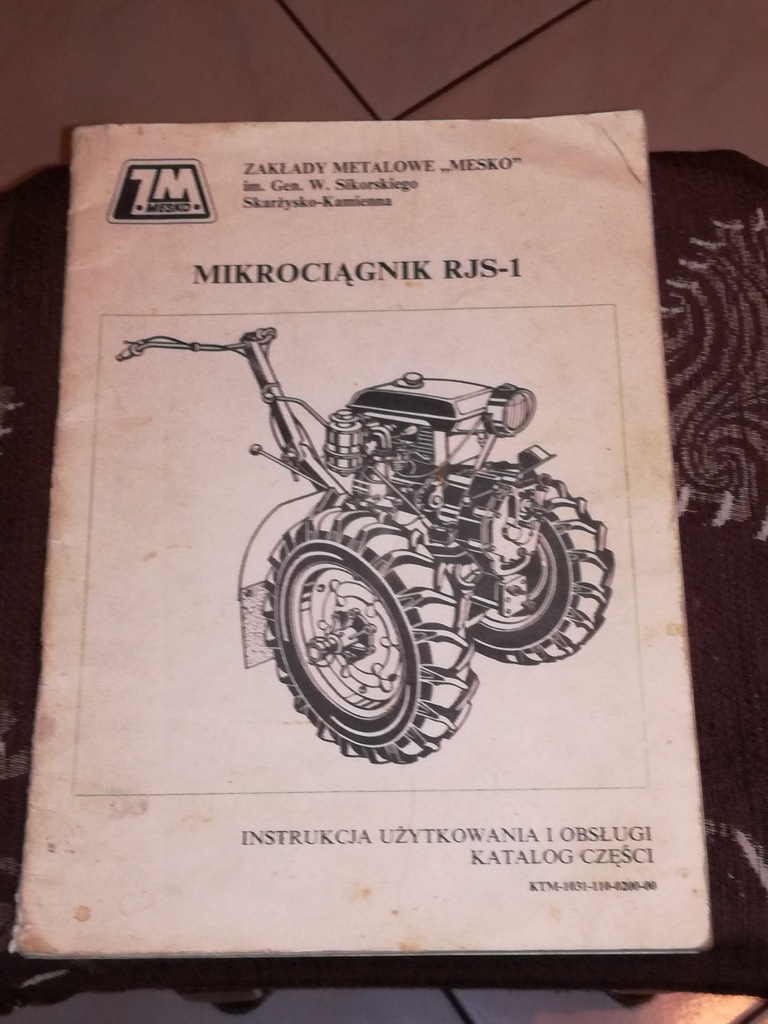 ZM
• MESKO •
ZAKŁADY METALOWE „MESKO”
im. Gen. W. Sikorskiego
Skarżysko-Kamienna
MIKROCIĄGNIK RJS-1
INSTRUKCJA UŻYTKOWANIA I OBSŁUGI
KATALOG CZĘŚCI
KTM-1031-110-0200-00